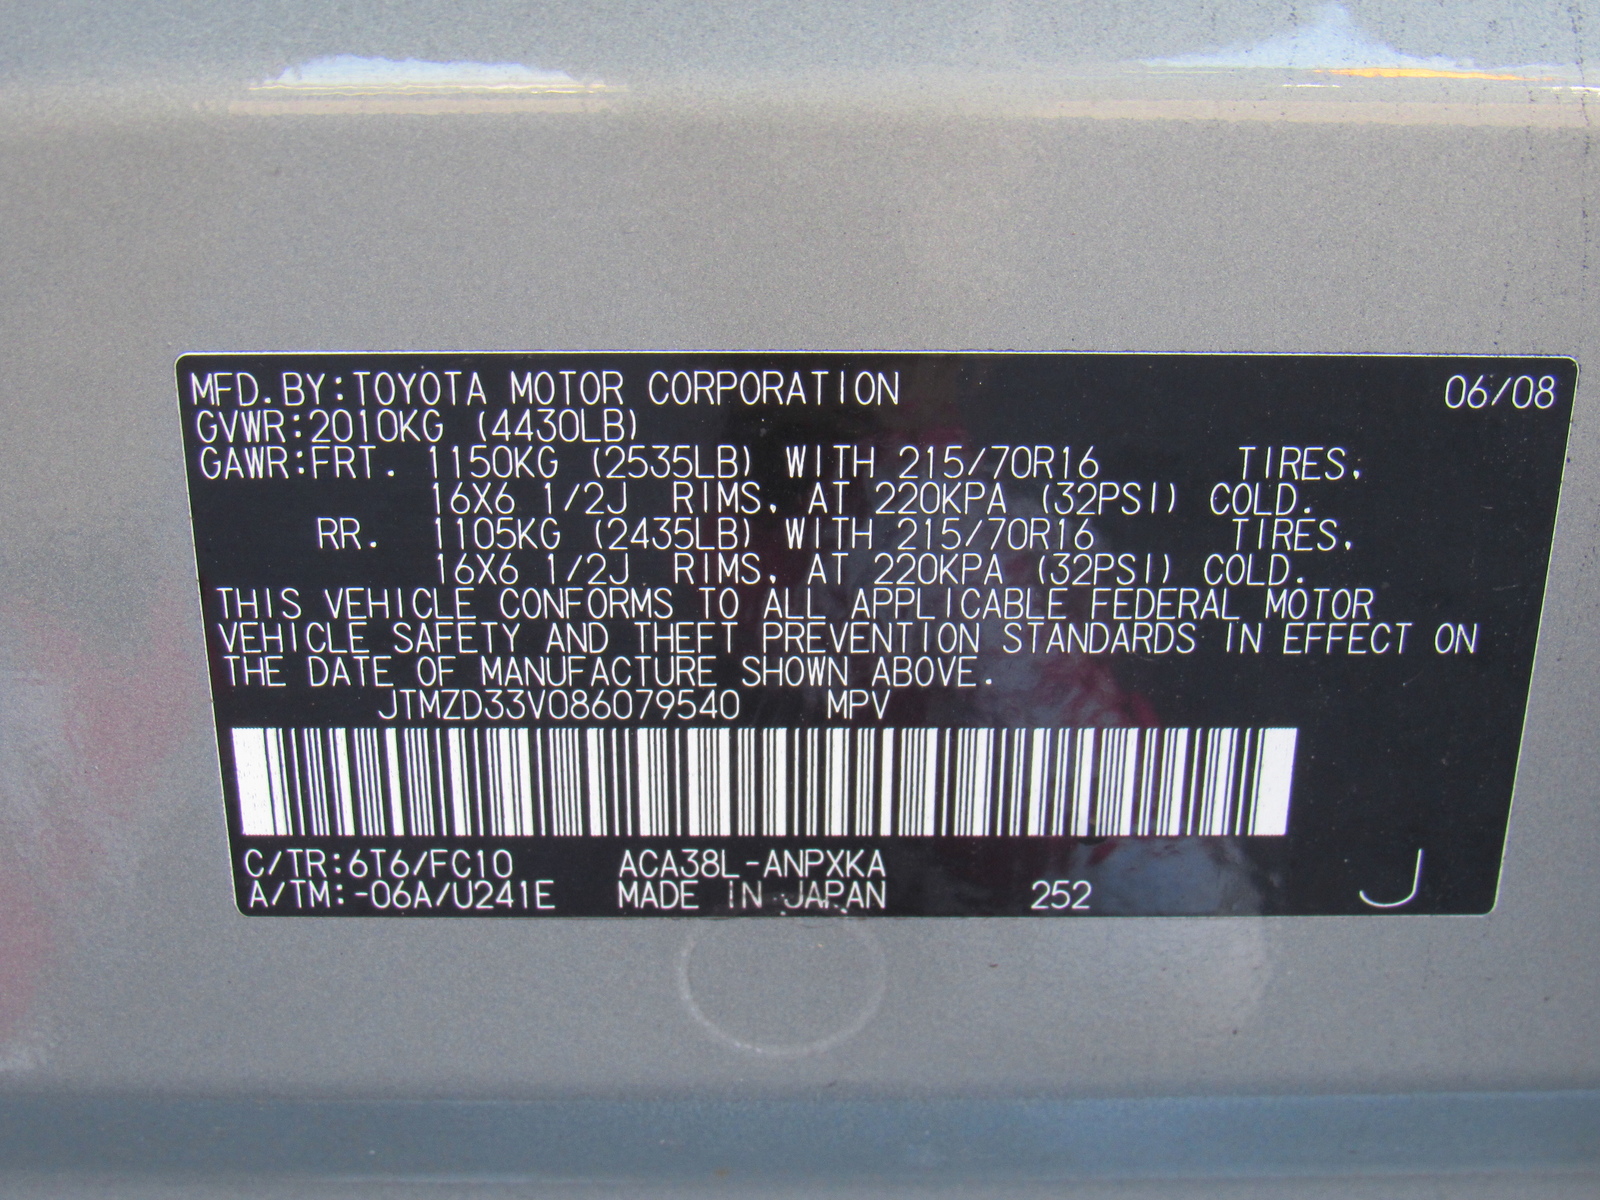 MFD.BY:TOYOTA MOTOR CORPORATION 06/08
GVWR:2010KG (4430LB)
GAWR:FRT. 1150KG (2535LB) WITH 215/70R16 TIRES,
16X6 1/2J RIMS, AT 220KPA (32PSI) COLD.
RR. 1105KG (2435LB) WITH 215/70R16 TIRES,
16X6 1/2J RIMS, AT 220KPA (32PSI) COLD.
THIS VEHICLE CONFORMS TO ALL APPLICABLE FEDERAL MOTOR
VEHICLE SAFETY AND THEFT PREVENTION STANDARDS IN EFFECT ON
THE DATE OF MANUFACTURE SHOWN ABOVE.
JTMZD33V086079540 MPV
C/TR:6T6/FC10 ACA38L-ANPXKA
A/TM:-06A/U241E MADE IN JAPAN 252 J